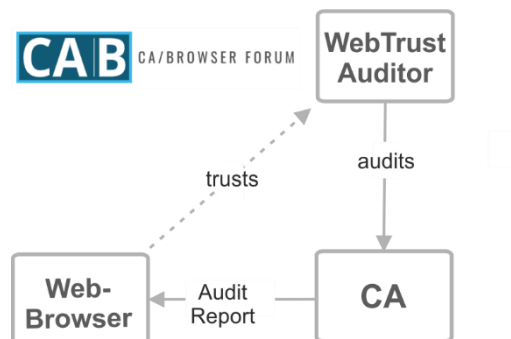 CAB CA/BROWSER FORUM
WebTrust
Auditor
audits
trusts
Web-
Browser
Audit
Report
CA